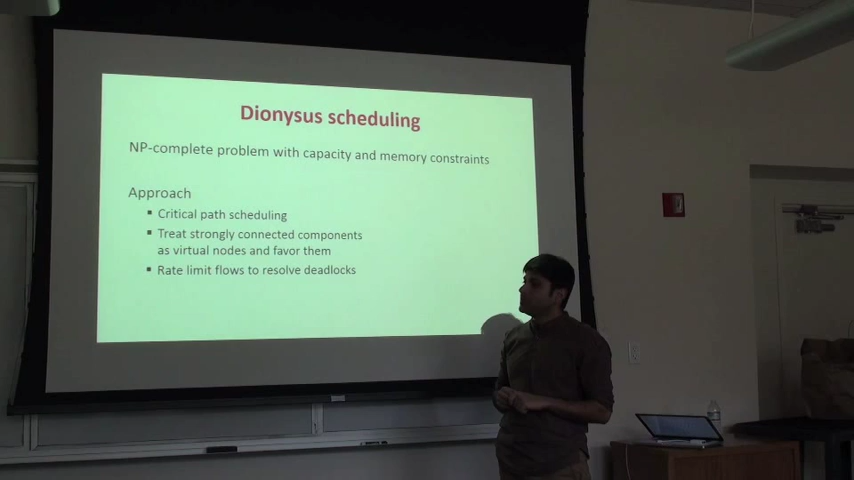 Dionysus scheduling
NP-complete problem with capacity and memory constraints
Approach
▪ Critical path scheduling
▪ Treat strongly connected components
as virtual nodes and favor them
▪ Rate limit flows to resolve deadlocks